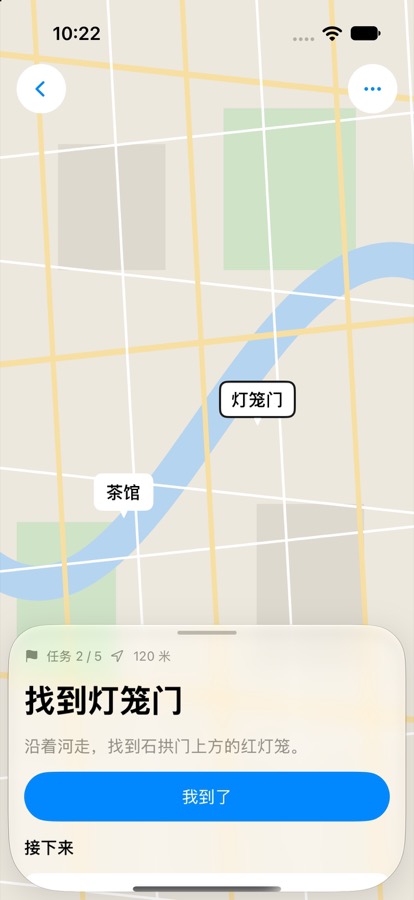 10:22
灯笼门
茶馆
任务 2 / 5 120 米
找到灯笼门
沿着河走，找到石拱门上方的红灯笼。
我到了
接下来